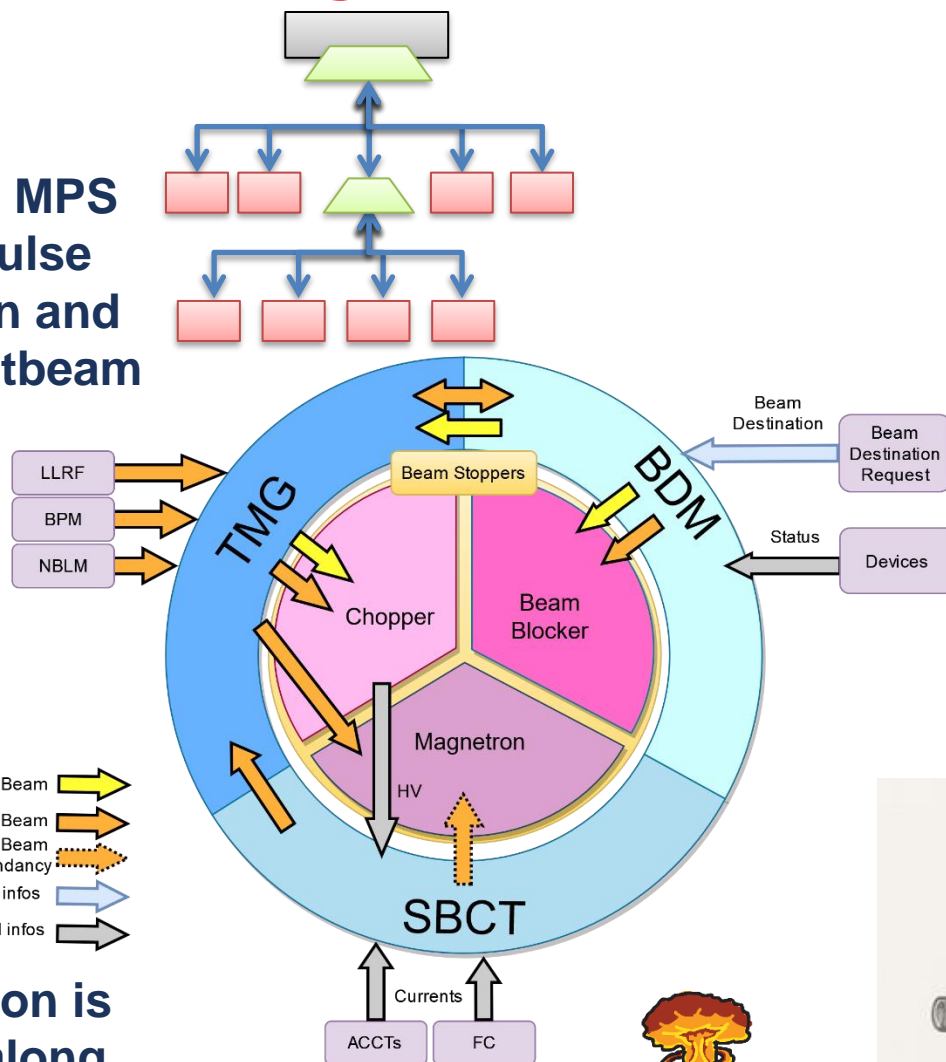 MPS
ulse
n and
tbeam
Beam
Destination
Beam
Destination
Request
LLRF
BPM
NBLM
Beam Stoppers
TMG
BDM
Status
Devices
Chopper
Beam
Blocker
Magnetron
HV
Beam
Beam
Beam
ndancy
infos
l infos
SBCT
Currents
ACCTs
FC
on is
along